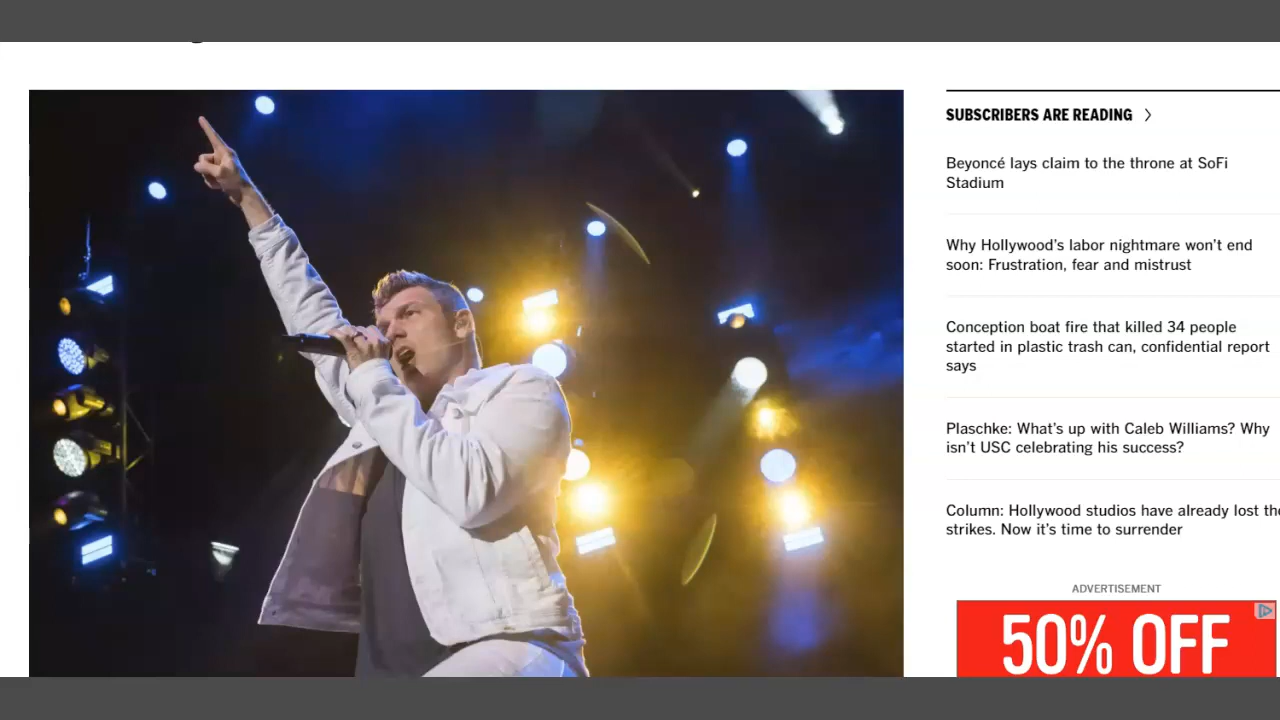 SUBSCRIBERS ARE READING
Beyoncé lays claim to the throne at SoFi
Stadium
Why Hollywood's labor nightmare won't end
soon: Frustration, fear and mistrust
Conception boat fire that killed 34 people
started in plastic trash can, confidential report
says
Plaschke: What's up with Caleb Williams? Why
isn't USC celebrating his success?
Column: Hollywood studios have already lost the
strikes. Now it's time to surrender
ADVERTISEMENT
50% OFF